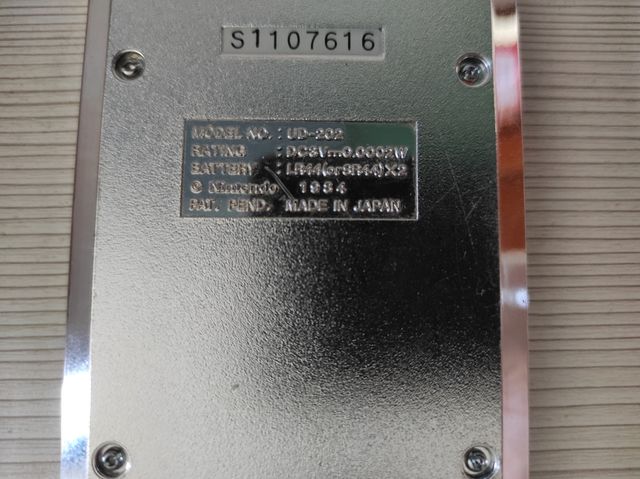 S1107616
MODEL NO. : UD-202
RATING : DC3V⎓0.0002W
BATTERY : LR44(or SR44)X2
© Nintendo 1984
PAT. PEND. MADE IN JAPAN